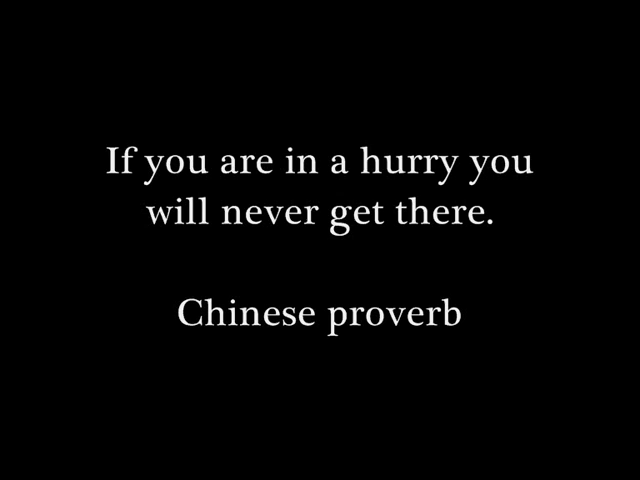 If you are in a hurry you
will never get there.
Chinese proverb